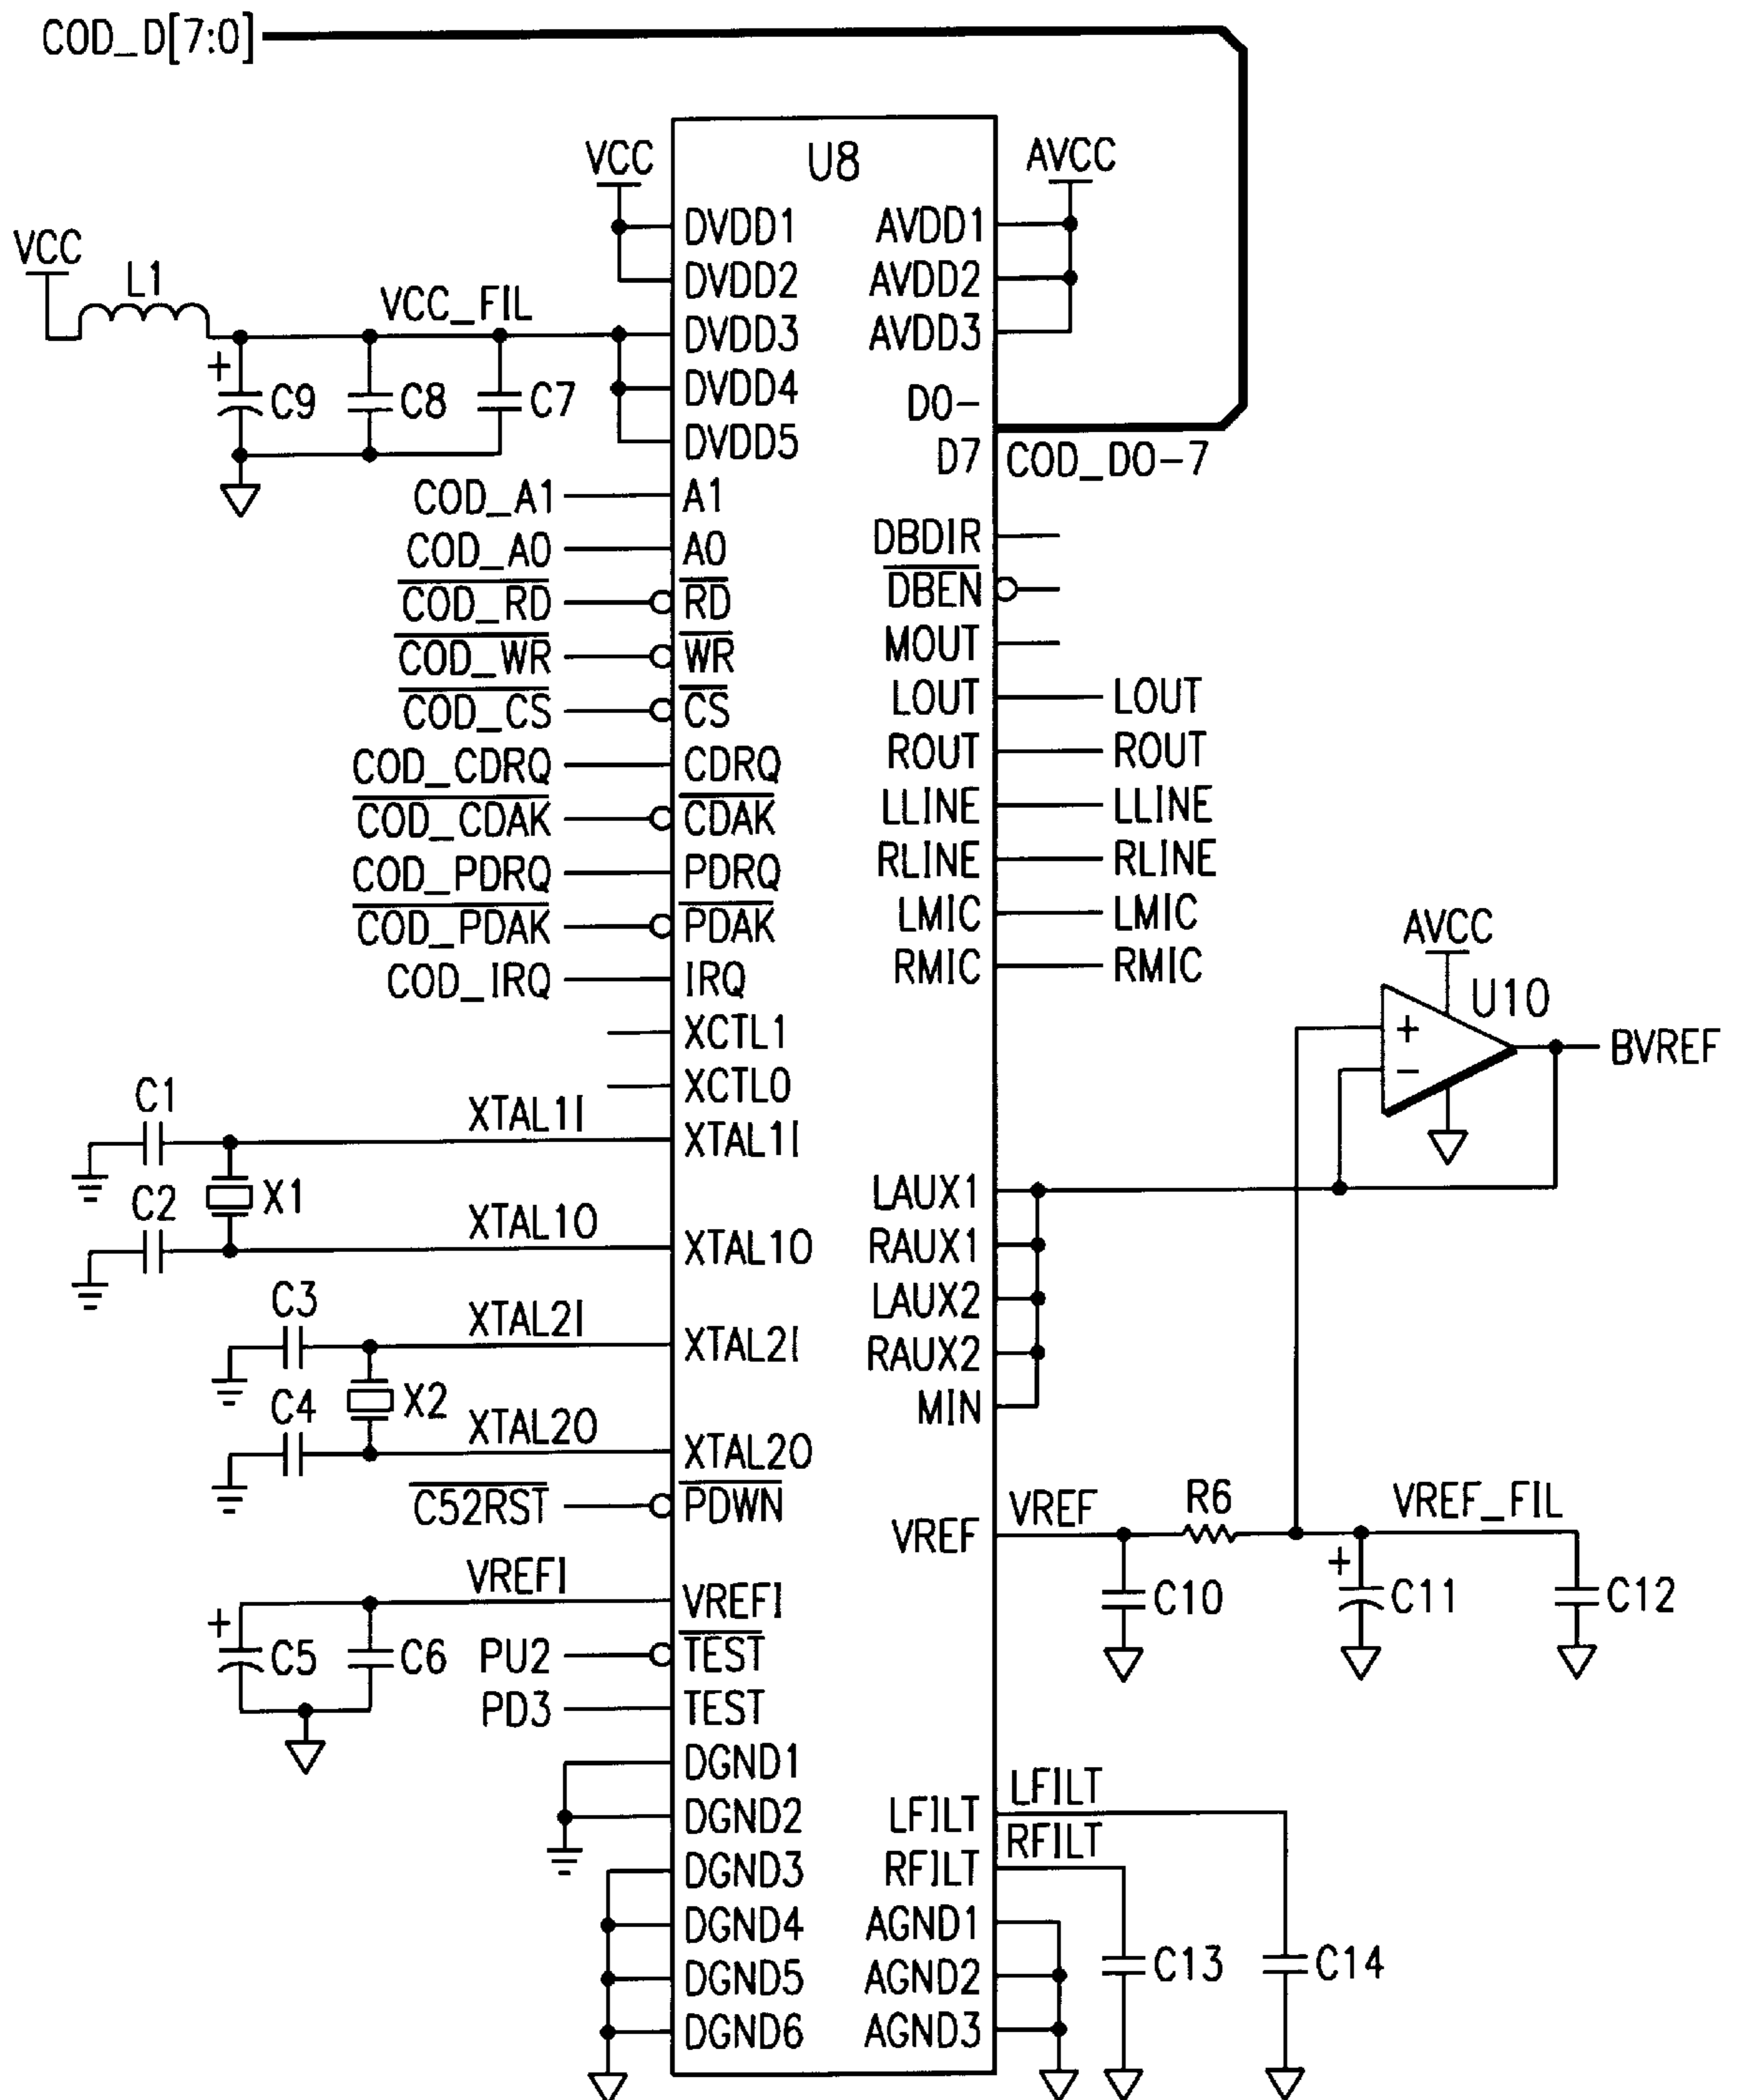 COD_D[7:0]
U8
VCC
AVCC
VCC
L1
VCC_FIL
+
C9
C8
C7
DVDD1
DVDD2
DVDD3
DVDD4
DVDD5
AVDD1
AVDD2
AVDD3
D0-
D7
COD_D0-7
COD_A1
A1
COD_A0
A0
COD_RD
RD
COD_WR
WR
COD_CS
CS
COD_CDRQ
CDRQ
COD_CDAK
CDAK
COD_PDRQ
PDRQ
COD_PDAK
PDAK
COD_IRQ
IRQ
XCTL1
XCTL0
DBDIR
DBEN
MOUT
LOUT
LOUT
ROUT
ROUT
LLINE
LLINE
RLINE
RLINE
LMIC
LMIC
RMIC
RMIC
AVCC
U10
+
−
BVREF
C1
XTAL1I
XTAL1I
C2
X1
XTAL1O
XTAL1O
C3
XTAL2I
XTAL2I
C4
X2
XTAL2O
XTAL2O
C52RST
PDWN
LAUX1
RAUX1
LAUX2
RAUX2
MIN
VREF
VREF
R6
VREF_FIL
C10
+
C11
C12
VREFI
VREFI
+
C5
C6
PU2
TEST
PD3
TEST
DGND1
DGND2
DGND3
DGND4
DGND5
DGND6
LFILT
LFILT
RFILT
RFILT
AGND1
AGND2
AGND3
C13
C14